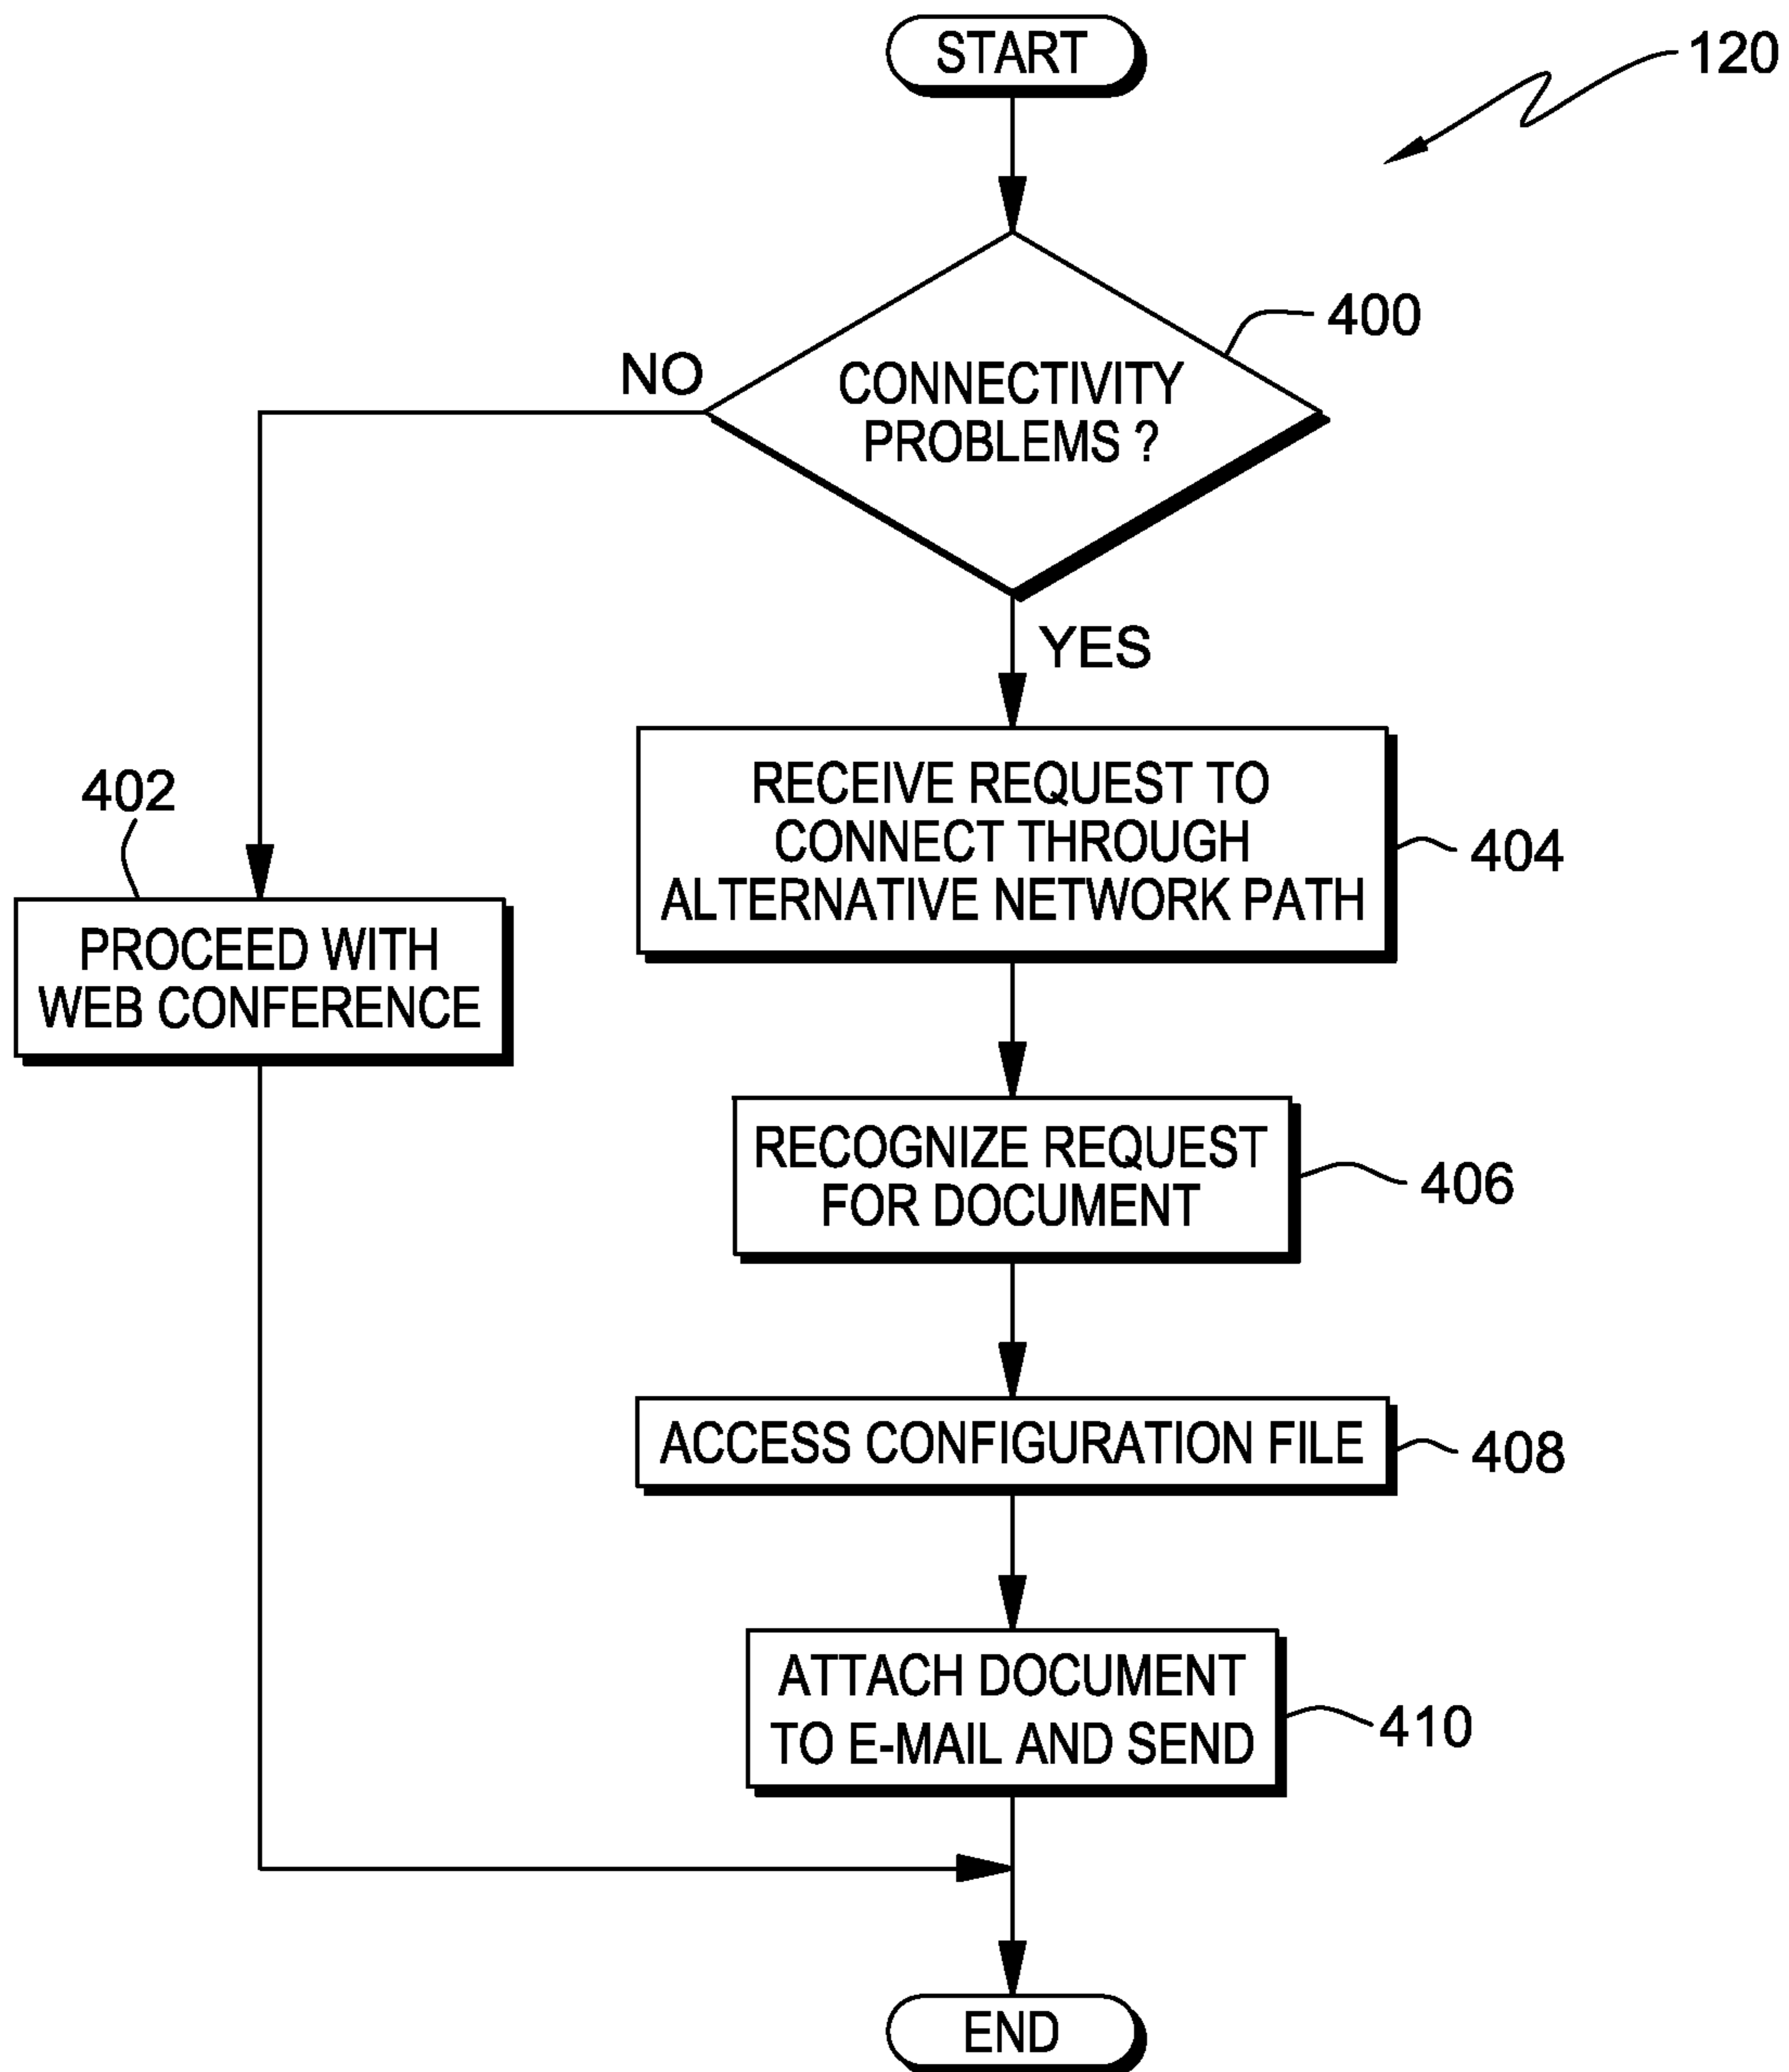 START
120
400
CONNECTIVITY
PROBLEMS ?
NO
YES
RECEIVE REQUEST TO
CONNECT THROUGH
ALTERNATIVE NETWORK PATH
404
402
PROCEED WITH
WEB CONFERENCE
RECOGNIZE REQUEST
FOR DOCUMENT
406
ACCESS CONFIGURATION FILE
408
ATTACH DOCUMENT
TO E-MAIL AND SEND
410
END